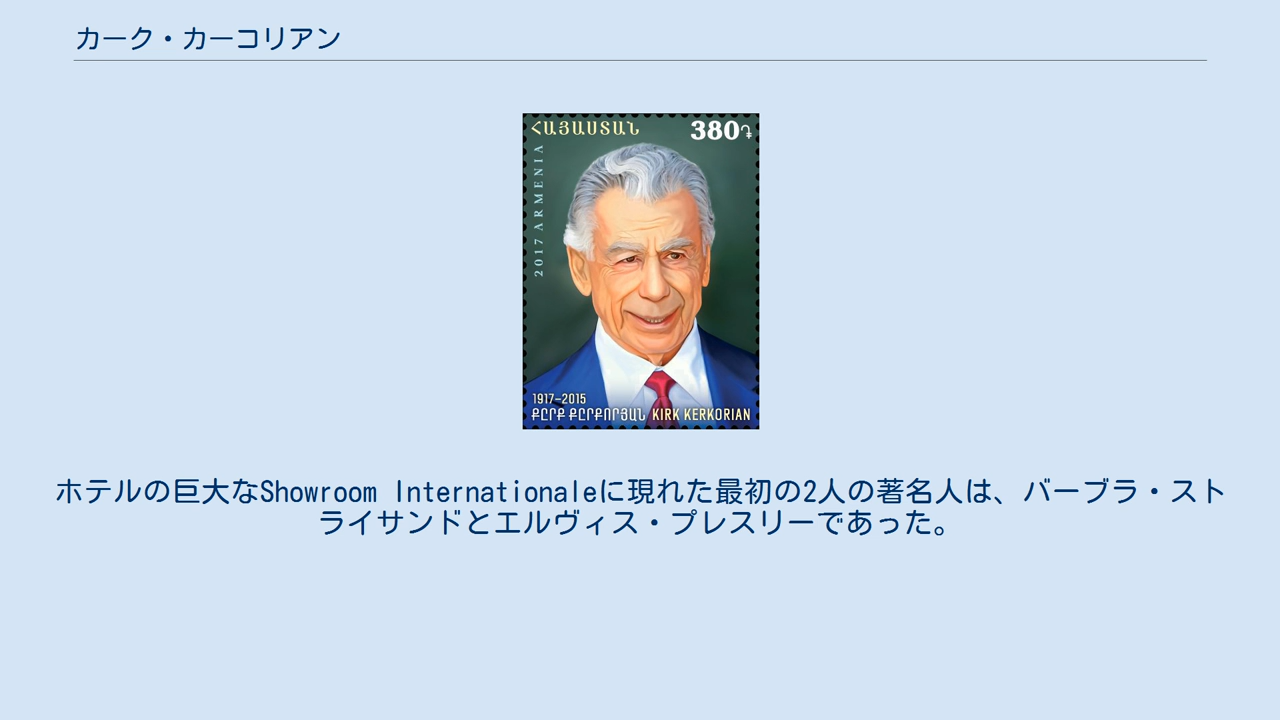 カーク・カーコリアン
ՀԱՅԱՍՏԱՆ 380֏
2017 ARMENIA
1917–2015
ՔԸՐՔ ՔԸՐՔՈՐՅԱՆ KIRK KERKORIAN
ホテルの巨大なShowroom Internationaleに現れた最初の2人の著名人は、バーブラ・スト
ライサンドとエルヴィス・プレスリーであった。